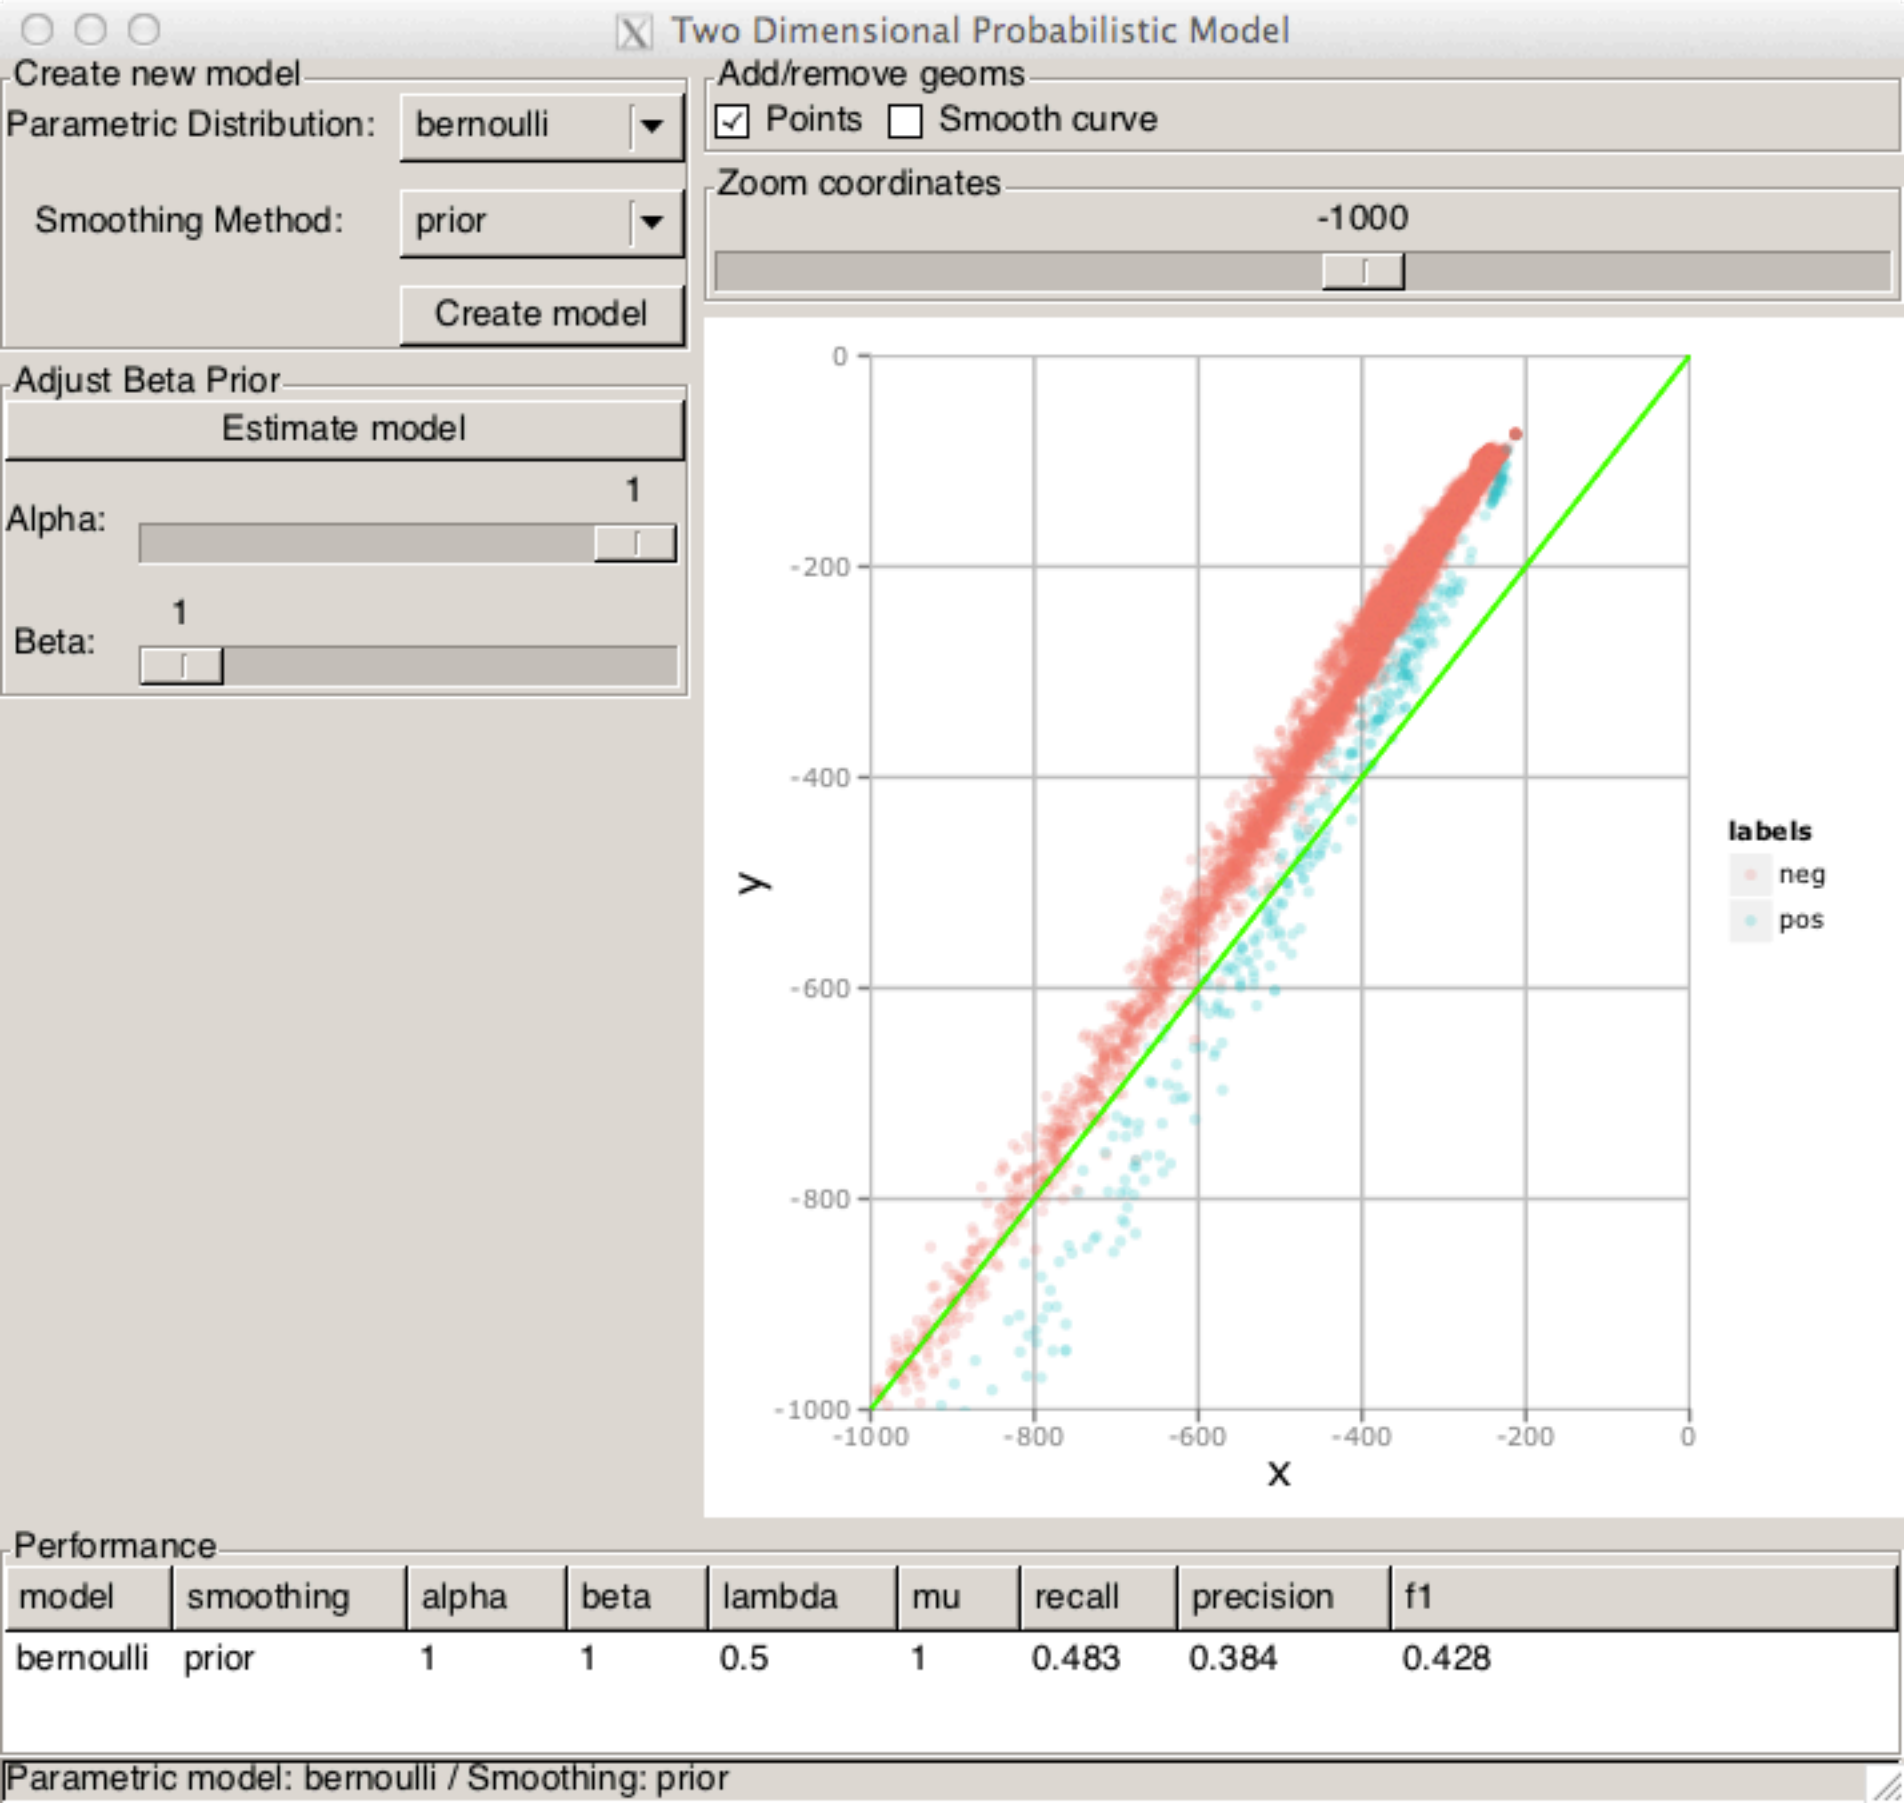 Two Dimensional Probabilistic Model
Create new model
Parametric Distribution: bernoulli
Smoothing Method: prior
Create model
Adjust Beta Prior
Estimate model
1
Alpha:
1
Beta:
Add/remove geoms
Points Smooth curve
Zoom coordinates
-1000
0
-200
-400
-600
-800
-1000
y
-1000 -800 -600 -400 -200 0
x
labels
neg
pos
Performance
model smoothing alpha beta lambda mu recall precision f1
bernoulli prior 1 1 0.5 1 0.483 0.384 0.428
Parametric model: bernoulli / Smoothing: prior